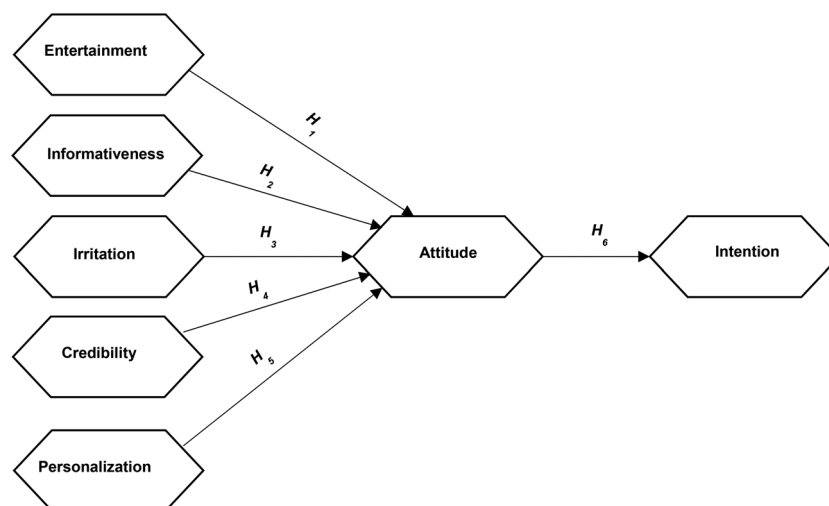 Entertainment
H1
Informativeness
H2
Irritation
H3
Attitude
H6
Intention
H4
Credibility
H5
Personalization